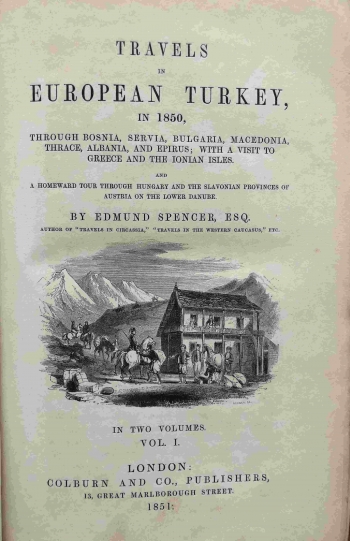 TRAVELS
IN
EUROPEAN TURKEY,
IN 1850,
THROUGH BOSNIA, SERVIA, BULGARIA, MACEDONIA,
THRACE, ALBANIA, AND EPIRUS; WITH A VISIT TO
GREECE AND THE IONIAN ISLES.
AND
A HOMEWARD TOUR THROUGH HUNGARY AND THE SLAVONIAN PROVINCES OF
AUSTRIA ON THE LOWER DANUBE.
BY EDMUND SPENCER, ESQ.
AUTHOR OF "TRAVELS IN CIRCASSIA," "TRAVELS IN THE WESTERN CAUCASUS," ETC.
IN TWO VOLUMES.
VOL. I.
LONDON:
COLBURN AND CO., PUBLISHERS,
13, GREAT MARLBOROUGH STREET.
1851.